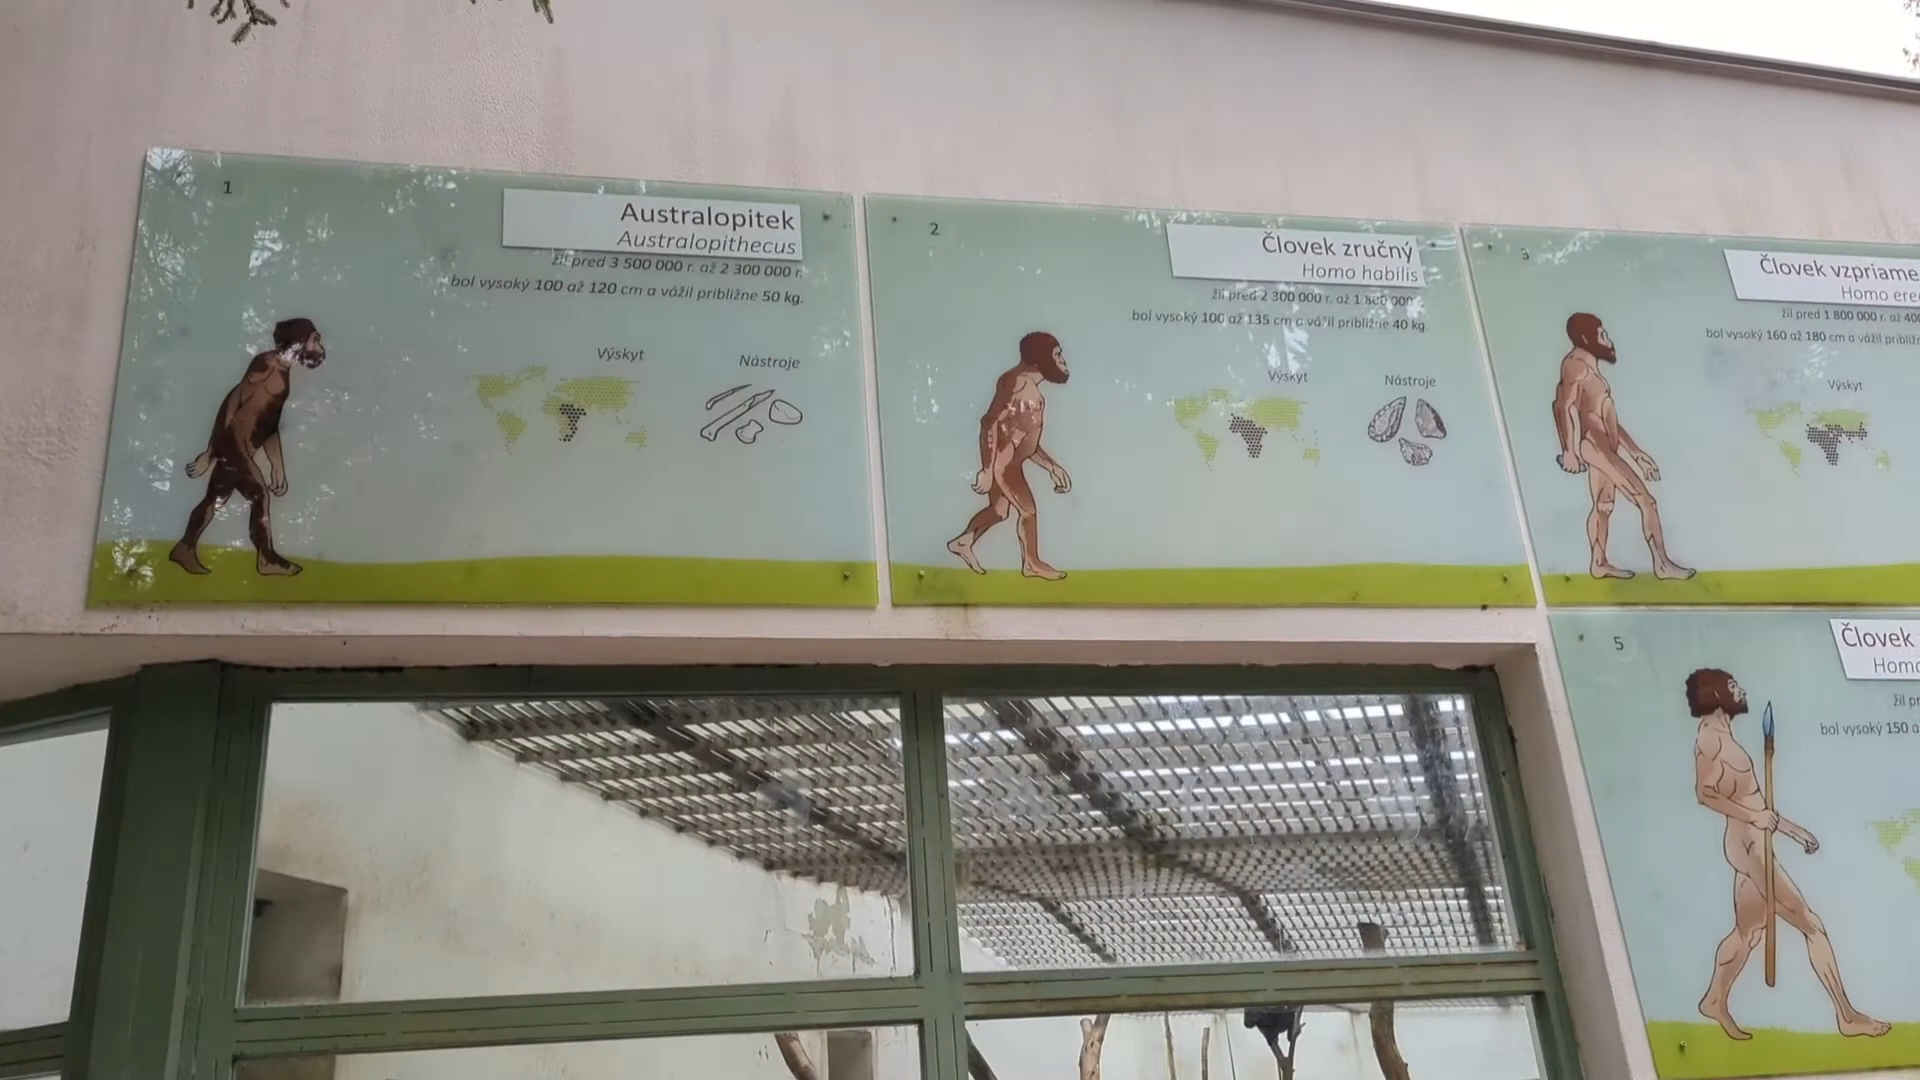 1
Australopitek
Australopithecus
žil pred 3 500 000 r. až 2 300 000 r.
bol vysoký 100 až 120 cm a vážil približne 50 kg.
Výskyt
Nástroje
2
Človek zručný
Homo habilis
žil pred 2 300 000 r. až 1 800 000 r.
bol vysoký 100 až 135 cm a vážil približne 40 kg.
Výskyt
Nástroje
3
Človek vzpriame
Homo ere
žil pred 1 800 000 r. až 400
bol vysoký 160 až 180 cm a vážil približn
Výskyt
5
Človek
Homo
žil pr
bol vysoký 150 a